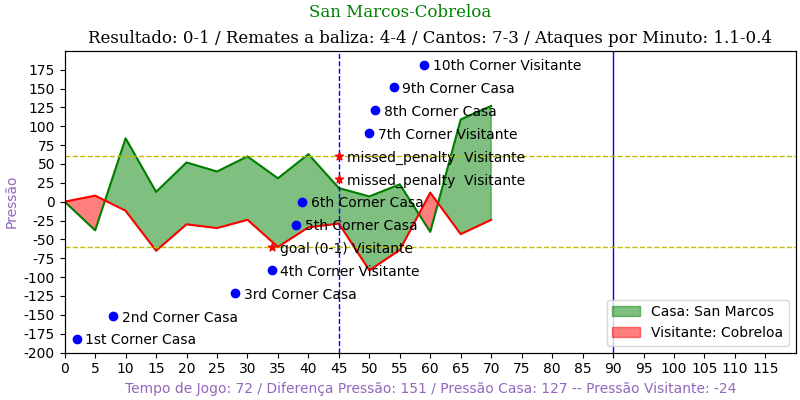 San Marcos-Cobreloa
Resultado: 0-1 / Remates a baliza: 4-4 / Cantos: 7-3 / Ataques por Minuto: 1.1-0.4
Pressão
175
150
125
100
75
50
25
0
-25
-50
-75
-100
-125
-150
-175
-200
10th Corner Visitante
9th Corner Casa
8th Corner Casa
7th Corner Visitante
missed_penalty  Visitante
missed_penalty  Visitante
6th Corner Casa
5th Corner Casa
goal (0-1) Visitante
4th Corner Visitante
3rd Corner Casa
2nd Corner Casa
1st Corner Casa
Casa: San Marcos
Visitante: Cobreloa
0 5 10 15 20 25 30 35 40 45 50 55 60 65 70 75 80 85 90 95 100 105 110 115
Tempo de Jogo: 72 / Diferença Pressão: 151 / Pressão Casa: 127 -- Pressão Visitante: -24